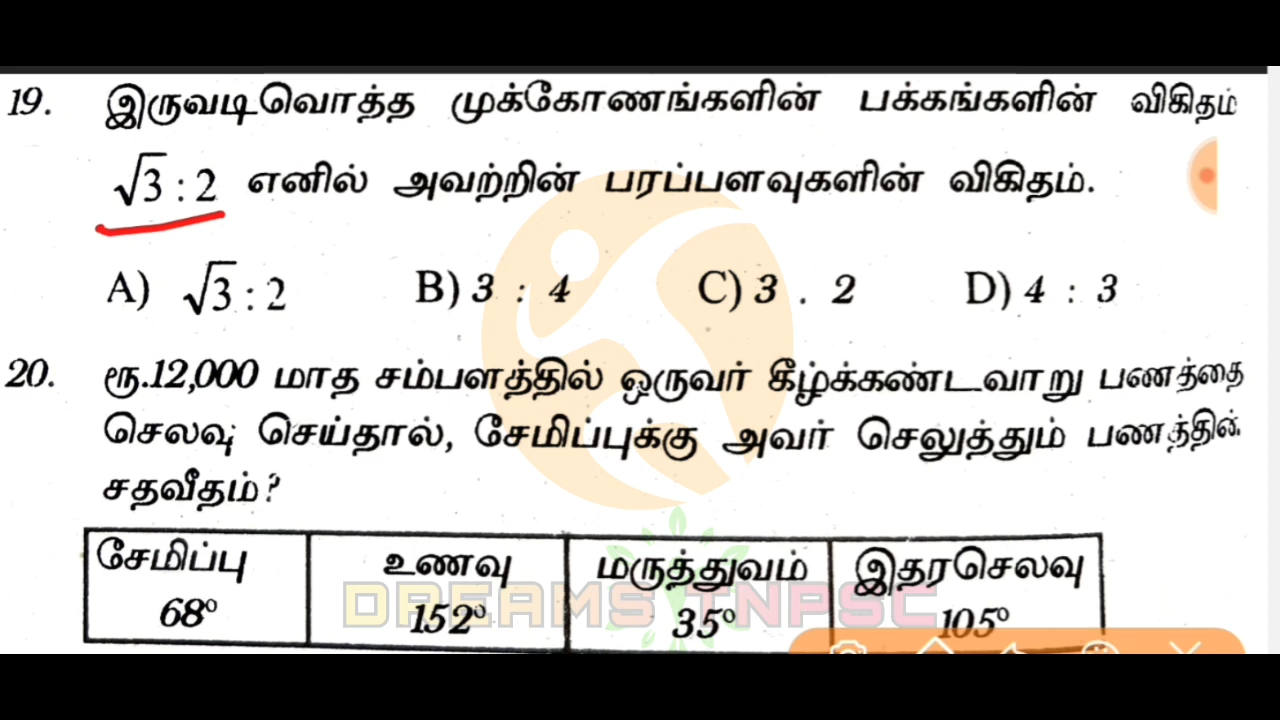 19. இருவடிவொத்த முக்கோணங்களின் பக்கங்களின் விகிதம்
√3 : 2 எனில் அவற்றின் பரப்பளவுகளின் விகிதம்.
A) √3 : 2 B) 3 : 4 C) 3 . 2 D) 4 : 3
20. ரூ.12,000 மாத சம்பளத்தில் ஒருவர் கீழ்க்கண்டவாறு பணத்தை
செலவு செய்தால், சேமிப்புக்கு அவர் செலுத்தும் பணத்தின்
சதவீதம்?
சேமிப்பு உணவு மருத்துவம் இதரசெலவு
68° 152° 35° 105°
DREAMS TNPSC